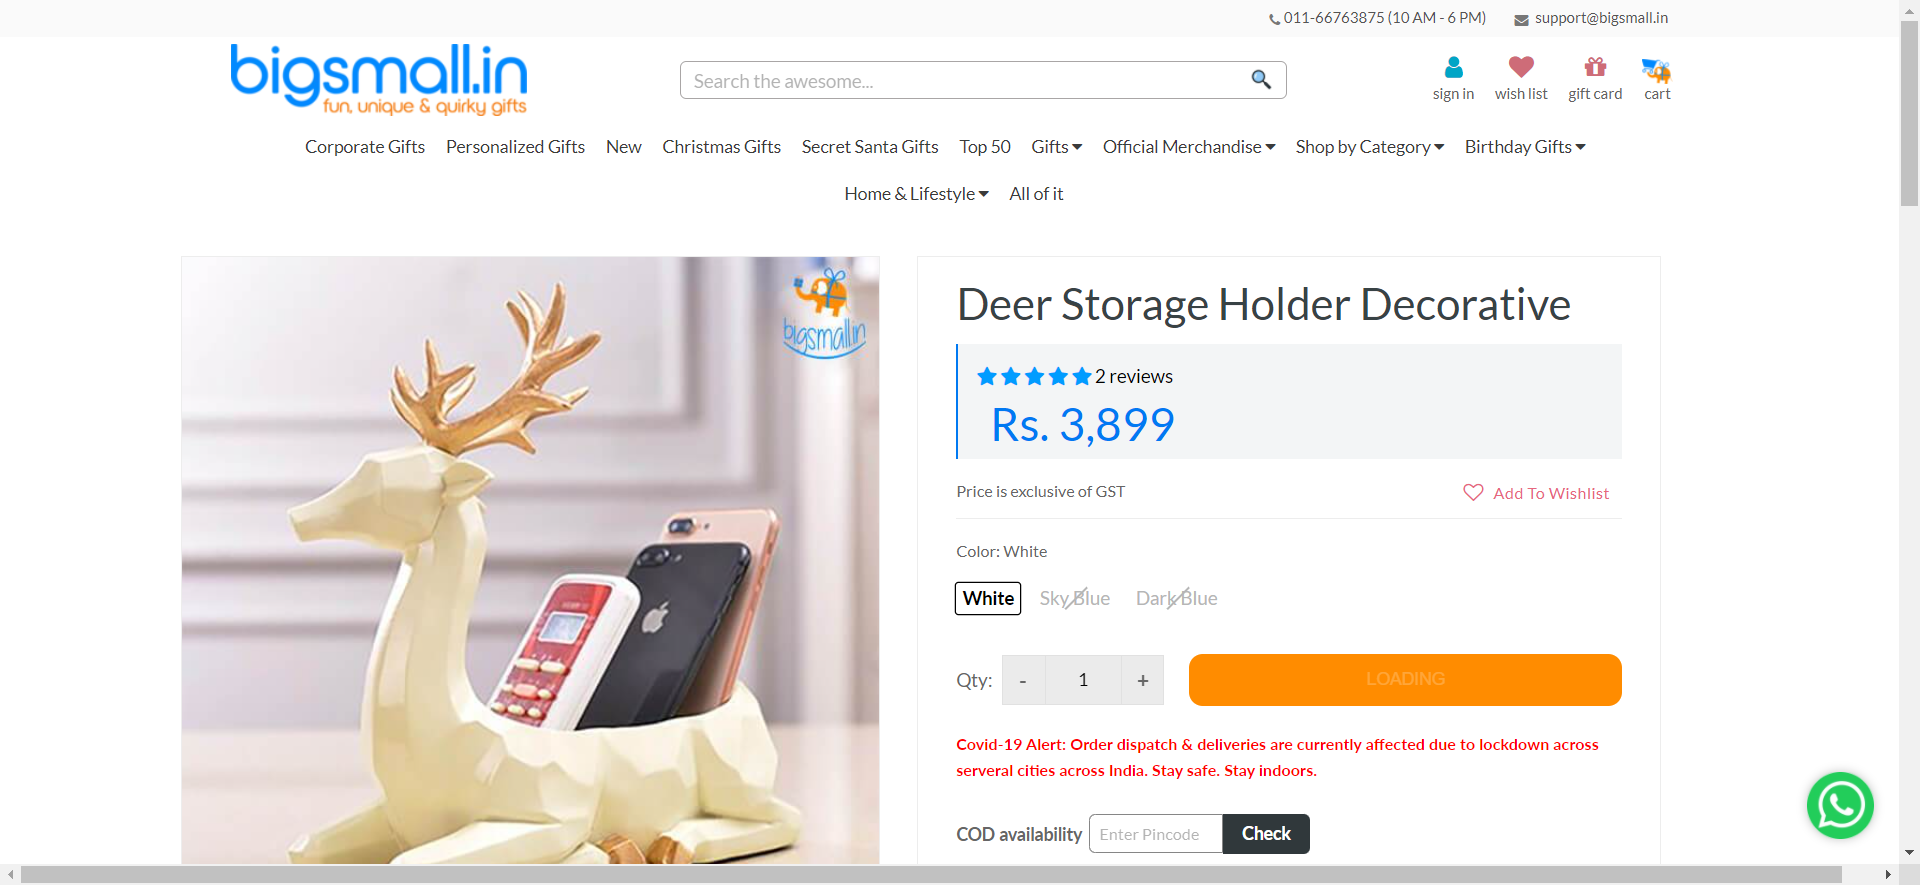 011-66763875 (10 AM - 6 PM) support@bigsmall.in
bigsmall.in
fun, unique & quirky gifts
Search the awesome...
sign in wish list gift card cart
Corporate Gifts Personalized Gifts New Christmas Gifts Secret Santa Gifts Top 50 Gifts Official Merchandise Shop by Category Birthday Gifts
Home & Lifestyle All of it
bigsmall.in
Deer Storage Holder Decorative
2 reviews
Rs. 3,899
Price is exclusive of GST Add To Wishlist
Color: White
White Sky Blue Dark Blue
Qty: - 1 + LOADING
Covid-19 Alert: Order dispatch & deliveries are currently affected due to lockdown across
serveral cities across India. Stay safe. Stay indoors.
COD availability Enter Pincode Check